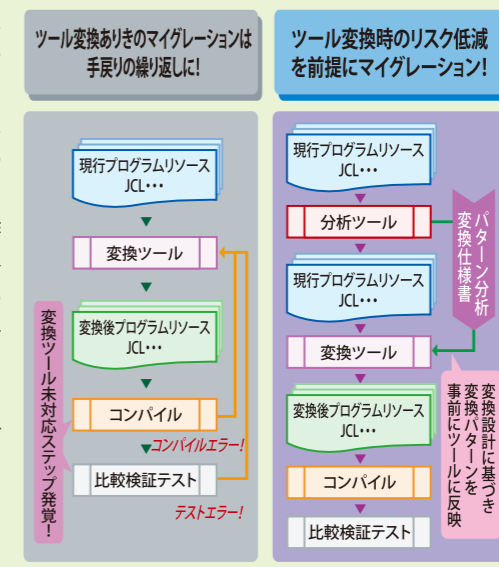 ツール変換ありきのマイグレーションは
手戻りの繰り返しに!
現行プログラムリソース
JCL･･･
変換ツール
変換後プログラムリソース
JCL･･･
コンパイル
コンパイルエラー!
比較検証テスト
テストエラー!
変換ツール未対応ステップ発覚!
ツール変換時のリスク低減
を前提にマイグレーション!
現行プログラムリソース
JCL･･･
分析ツール
パターン分析
変換仕様書
現行プログラムリソース
JCL･･･
変換ツール
変換設計に基づき
変換パターンを
事前にツールに反映
変換後プログラムリソース
JCL･･･
コンパイル
比較検証テスト